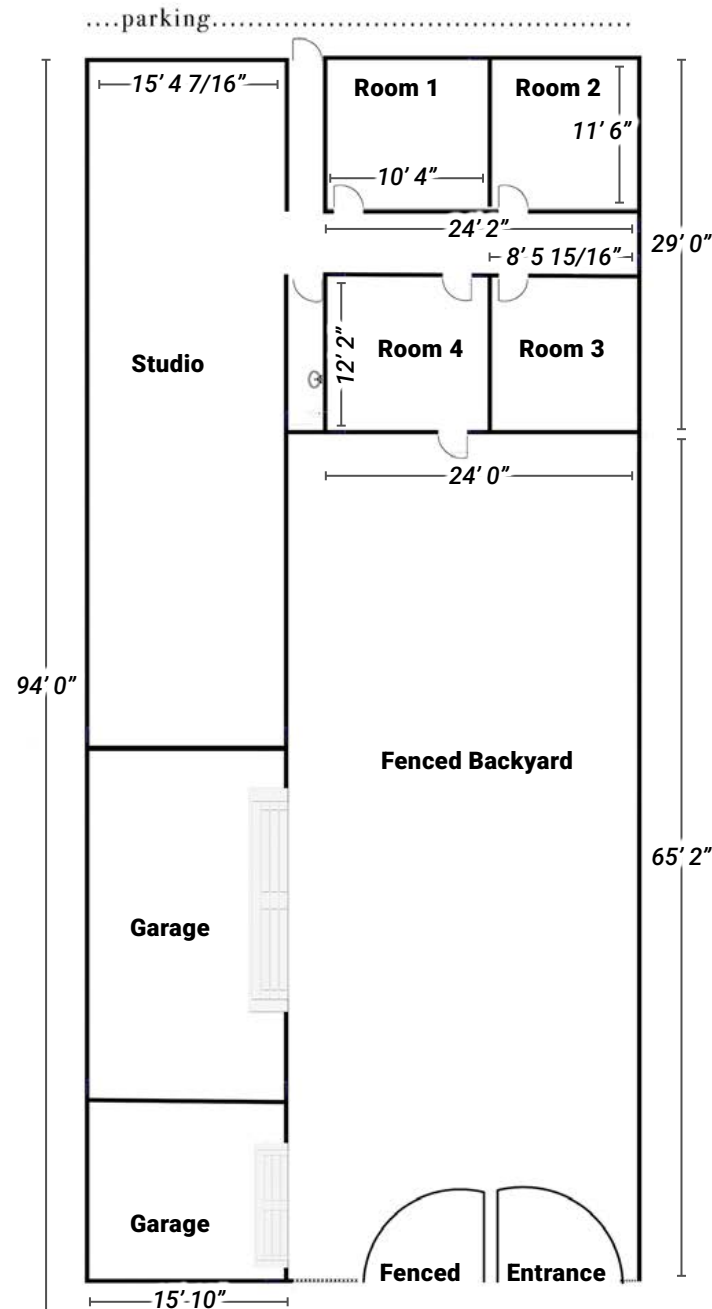 ....parking.......................................................
15' 4 7/16"
Room 1
Room 2
11' 6"
10' 4"
24' 2"
29' 0"
8' 5 15/16"
Studio
12' 2"
Room 4
Room 3
24' 0"
94' 0"
Fenced Backyard
65' 2"
Garage
Garage
Fenced Entrance
15'-10"